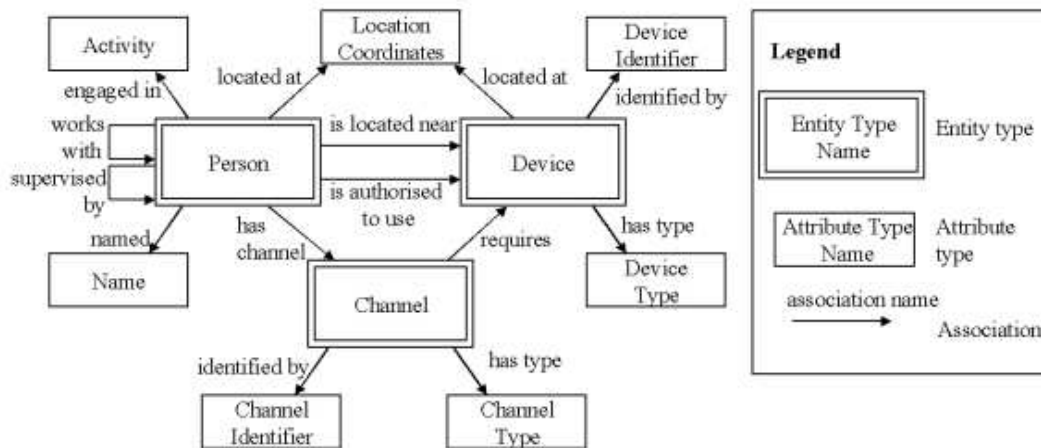 Activity
Location
Coordinates
Device
Identifier
Legend
engaged in
located at
located at
identified by
works
with
supervised
by
Person
is located near
is authorised
to use
Device
Entity Type
Name
Entity type
named
has
channel
requires
has type
Name
Channel
Device
Type
Attribute Type
Name
Attribute
type
association name
Association
identified by
has type
Channel
Identifier
Channel
Type